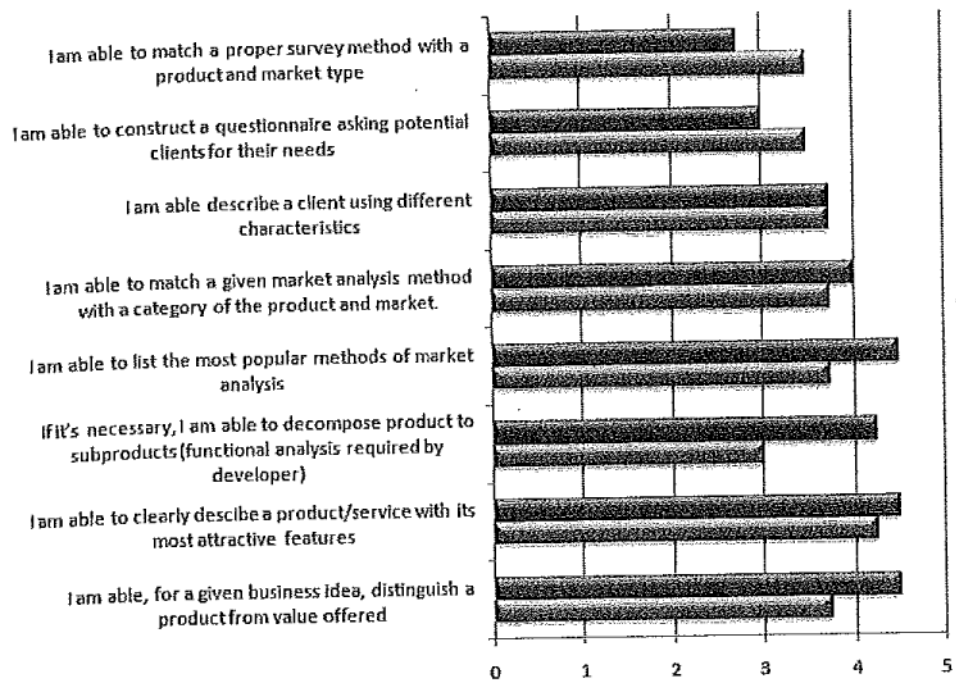 I am able to match a proper survey method with a
product and market type
I am able to construct a questionnaire asking potential
clients for their needs
I am able describe a client using different
characteristics
I am able to match a given market analysis method
with a category of the product and market.
I am able to list the most popular methods of market
analysis
If it's necessary, I am able to decompose product to
subproducts (functional analysis required by
developer)
I am able to clearly descibe a product/service with its
most attractive features
I am able, for a given business idea, distinguish a
product from value offered
0 1 2 3 4 5